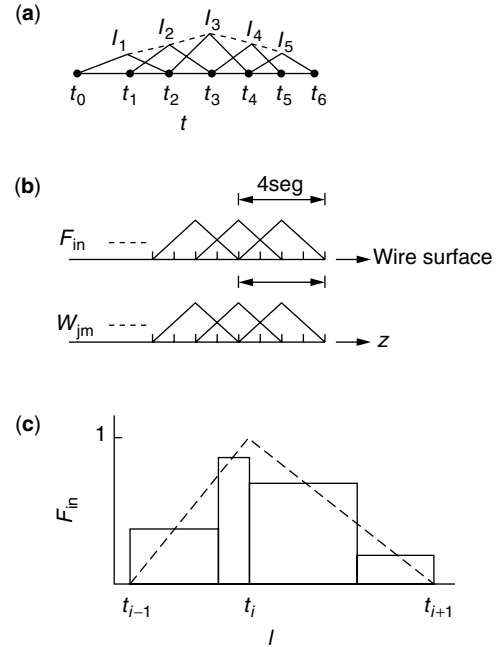 (a)
I1 I2 I3 I4 I5
t0 t1 t2 t3 t4 t5 t6
t
(b)
4seg
Fin
Wire surface
Wjm
z
(c)
1
Fin
ti–1 ti ti+1
l